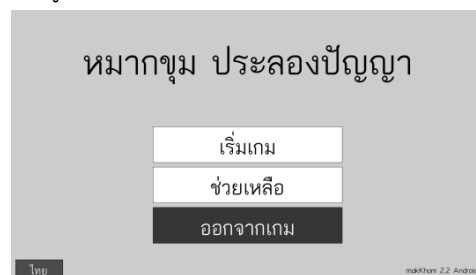 หมากขุม ประลองปัญญา
เริ่มเกม
ช่วยเหลือ
ออกจากเกม
ไทย
makKhom 2.2 Android